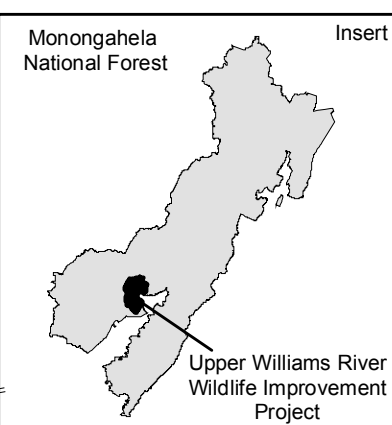 Monongahela
National Forest
Insert
Upper Williams River
Wildlife Improvement
Project